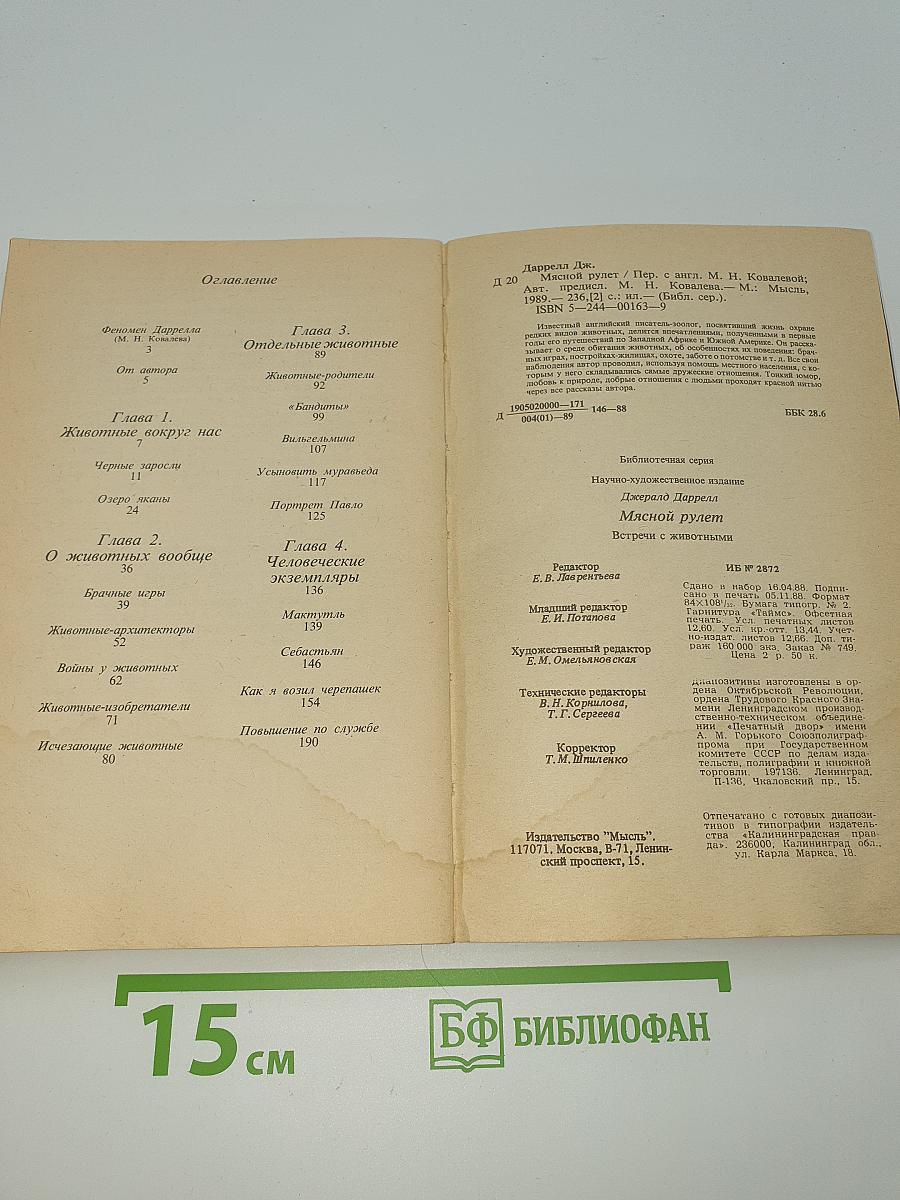 Оглавление
Феномен Даррелла
(М. Н. Ковалева)
3
От автора
5
Глава 1.
Животные вокруг нас
7
Черные заросли
11
Озеро яканы
24
Глава 2.
О животных вообще
36
Брачные игры
39
Животные-архитекторы
52
Войны у животных
62
Животные-изобретатели
71
Исчезающие животные
80
Глава 3.
Отдельные животные
89
Животные-родители
92
«Бандиты»
99
Вильгельмина
107
Усыновить муравьеда
117
Портрет Павло
125
Глава 4.
Человеческие
экземпляры
136
Мактутль
139
Себастьян
146
Как я возил черепашек
154
Повышение по службе
190
Даррелл Дж.
Д 20 Мясной рулет / Пер. с англ. М. Н. Ковалевой;
Авт. предисл. М. Н. Ковалева.— М.: Мысль,
1989.— 236,[2] с.: ил.— (Библ. сер.).
ISBN 5—244—00163—9
Известный английский писатель-зоолог, посвятивший жизнь охране
редких видов животных, делится впечатлениями, полученными в первые
годы его путешествий по Западной Африке и Южной Америке. Он расска-
зывает о среде обитания животных, об особенностях их поведения: брач-
ных играх, постройках-жилищах, охоте, заботе о потомстве и т. д. Все свои
наблюдения автор проводил, используя помощь местного населения, с ко-
торым у него складывались самые дружеские отношения. Тонкий юмор,
любовь к природе, добрые отношения с людьми проходят красной нитью
через все рассказы автора.
Д 1905020000—171
004(01)—89
146—88
ББК 28.6
Библиотечная серия
Научно-художественное издание
Джералд Даррелл
Мясной рулет
Встречи с животными
Редактор
Е. В. Лаврентьева
Младший редактор
Е. И. Потапова
Художественный редактор
Е. М. Омельяновская
Технические редакторы
В. Н. Корнилова,
Т. Г. Сергеева
Корректор
Т. М. Шпиленко
ИБ № 2872
Сдано в набор 16.04.88. Подпи-
сано в печать 05.11.88. Формат
84×108¹/₃₂. Бумага типогр. № 2.
Гарнитура «Таймс». Офсетная
печать. Усл. печатных листов
12,60. Усл. кр.-отт. 13,44. Учет-
но-издат. листов 12,66. Доп. ти-
раж 160 000 экз. Заказ № 749.
Цена 2 р. 50 к.
Диапозитивы изготовлены в ор-
дена Октябрьской Революции,
ордена Трудового Красного Зна-
мени Ленинградском производ-
ственно-техническом объедине-
нии «Печатный двор» имени
А. М. Горького Союзполиграф-
прома при Государственном
комитете СССР по делам изда-
тельств, полиграфии и книжной
торговли. 197136. Ленинград,
П-136, Чкаловский пр., 15.
Издательство "Мысль".
117071. Москва, В-71, Ленин-
ский проспект, 15.
Отпечатано с готовых диапози-
тивов в типографии издатель-
ства «Калининградская прав-
да». 236000, Калининград обл.,
ул. Карла Маркса, 18.
15 см
БФ БИБЛИОФАН